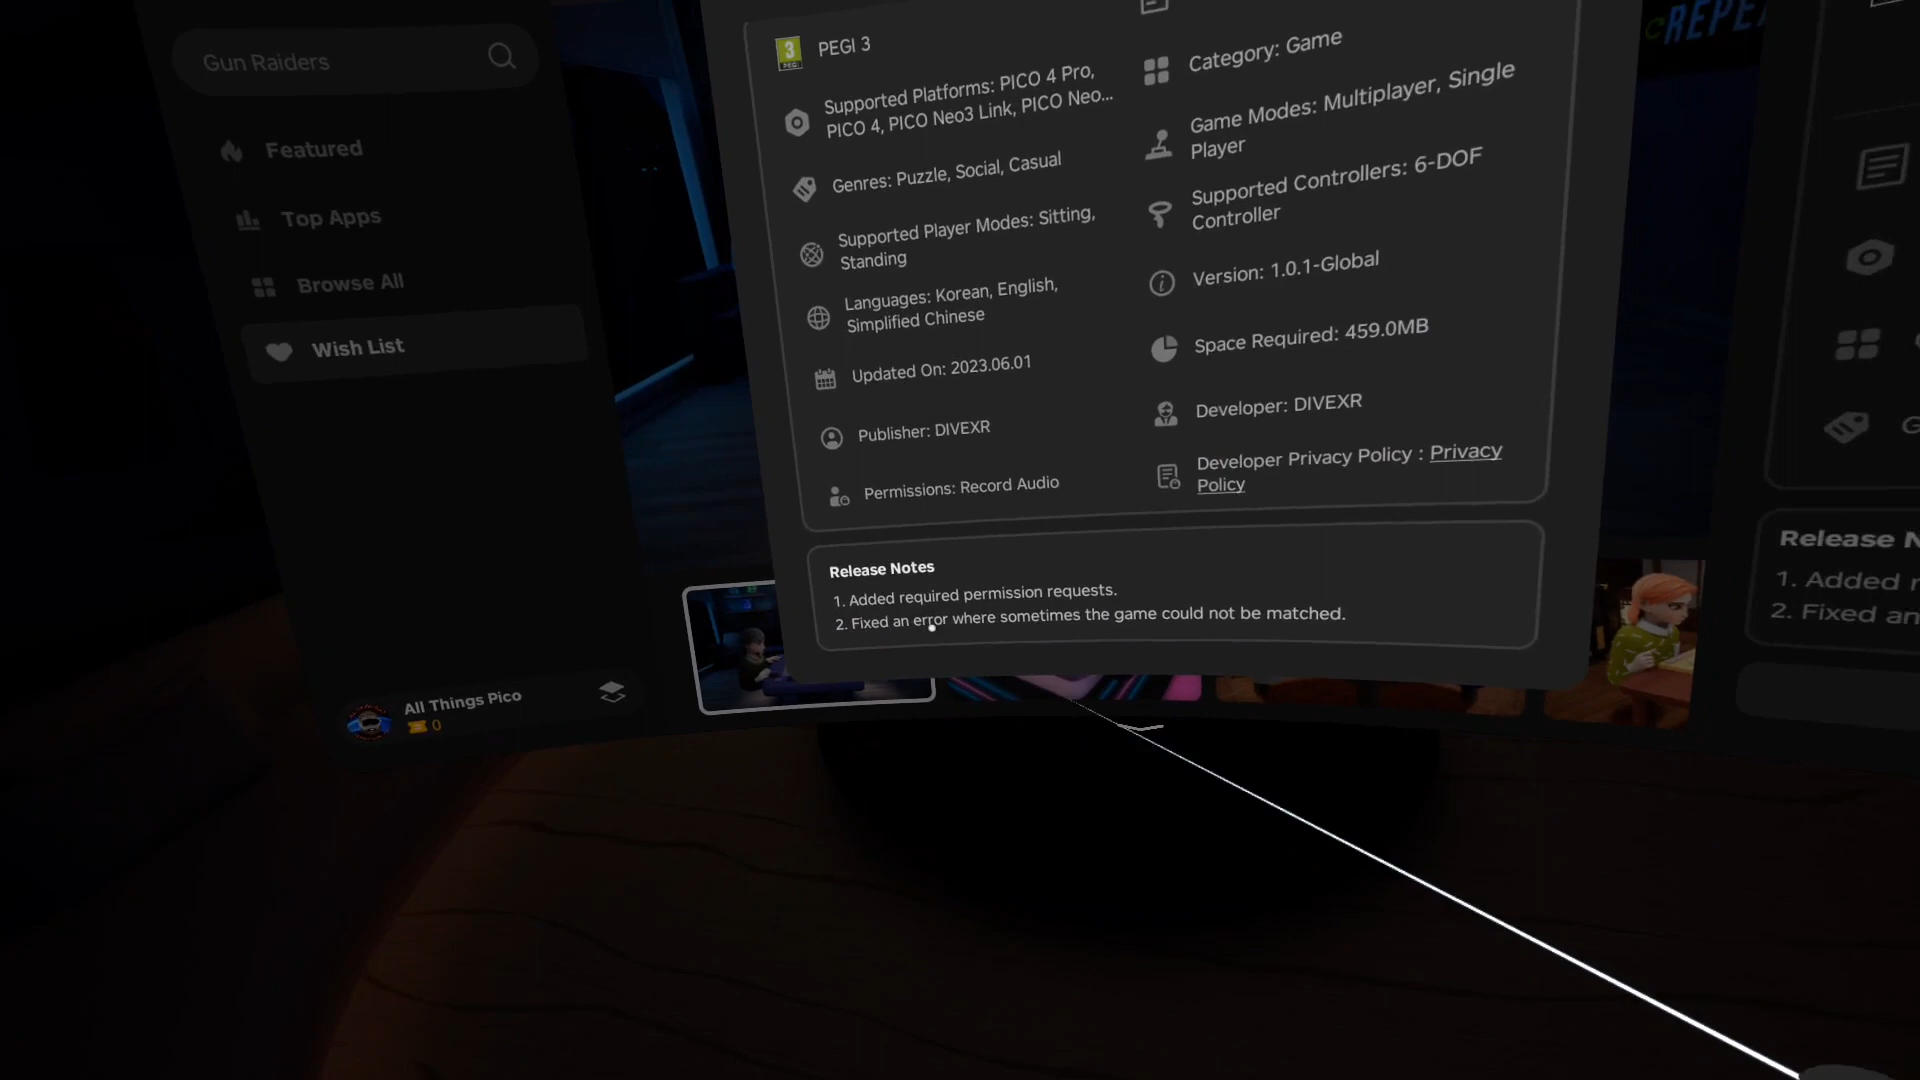 Gun Raiders
Featured
Top Apps
Browse All
Wish List
All Things Pico
0
3
PEGI
PEGI 3
Supported Platforms: PICO 4 Pro,
PICO 4, PICO Neo3 Link, PICO Neo...
Genres: Puzzle, Social, Casual
Supported Player Modes: Sitting,
Standing
Languages: Korean, English,
Simplified Chinese
Updated On: 2023.06.01
Publisher: DIVEXR
Permissions: Record Audio
Category: Game
Game Modes: Multiplayer, Single
Player
Supported Controllers: 6-DOF
Controller
Version: 1.0.1-Global
Space Required: 459.0MB
Developer: DIVEXR
Developer Privacy Policy : Privacy
Policy
Release Notes
1. Added required permission requests.
2. Fixed an error where sometimes the game could not be matched.
Release N
1. Added r
2. Fixed an